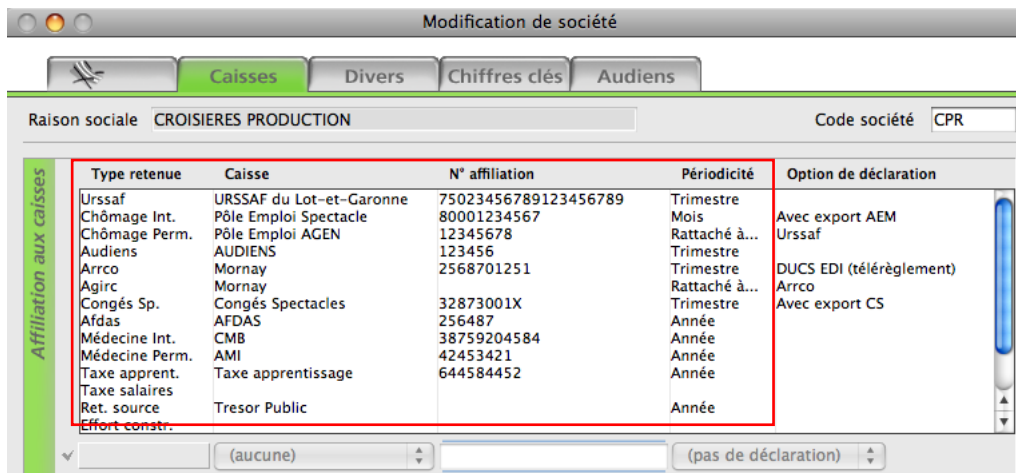 Modification de société
Caisses Divers Chiffres clés Audiens
Raison sociale CROISIERES PRODUCTION Code société CPR
Affiliation aux caisses
Type retenue Caisse N° affiliation Périodicité Option de déclaration
Urssaf URSSAF du Lot-et-Garonne 75023456789123456789 Trimestre
Chômage Int. Pôle Emploi Spectacle 80001234567 Mois Avec export AEM
Chômage Perm. Pôle Emploi AGEN 12345678 Rattaché à... Urssaf
Audiens AUDIENS 123456 Trimestre
Arrco Mornay 2568701251 Trimestre DUCS EDI (télérèglement)
Agirc Mornay Rattaché à... Arrco
Congés Sp. Congés Spectacles 32873001X Trimestre Avec export CS
Afdas AFDAS 256487 Année
Médecine Int. CMB 38759204584 Année
Médecine Perm. AMI 42453421 Année
Taxe apprent. Taxe apprentissage 644584452 Année
Taxe salaires
Ret. source Tresor Public Année
Effort constr.
(aucune) (pas de déclaration)